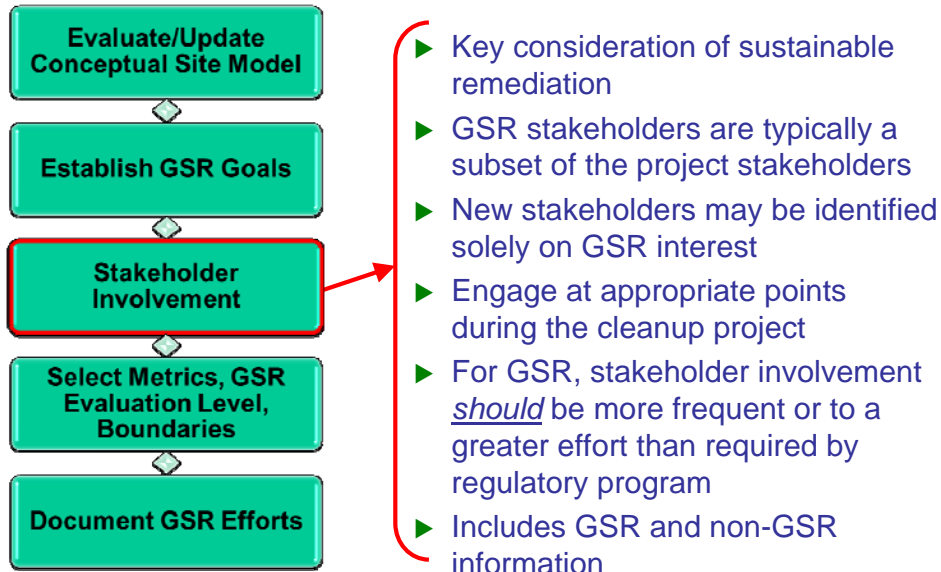 Evaluate/Update
Conceptual Site Model
Establish GSR Goals
Stakeholder
Involvement
Select Metrics, GSR
Evaluation Level,
Boundaries
Document GSR Efforts
Key consideration of sustainable
remediation
GSR stakeholders are typically a
subset of the project stakeholders
New stakeholders may be identified
solely on GSR interest
Engage at appropriate points
during the cleanup project
For GSR, stakeholder involvement
should be more frequent or to a
greater effort than required by
regulatory program
Includes GSR and non-GSR
information